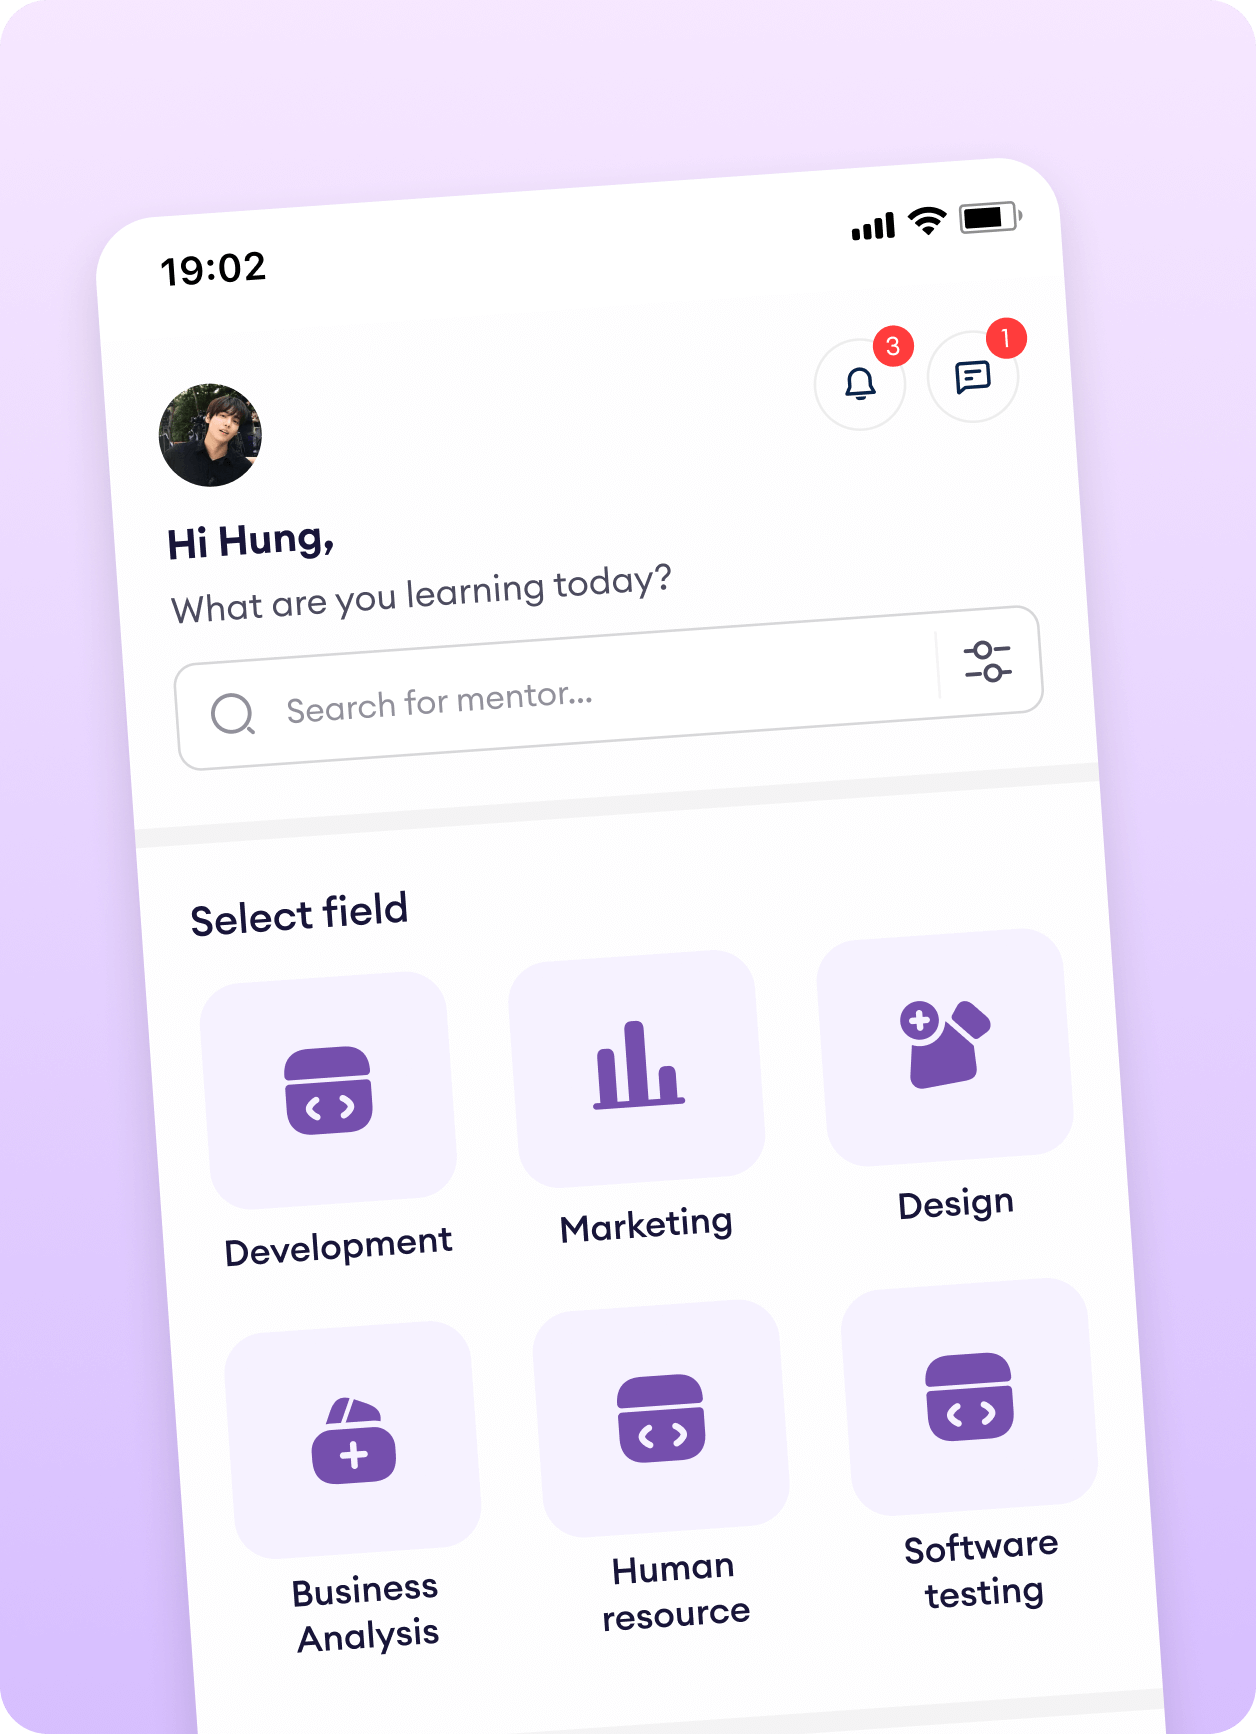 19:02
3
1
Hi Hung,
What are you learning today?
Search for mentor...
Select field
Development
Marketing
Design
Business
Analysis
Human
resource
Software
testing